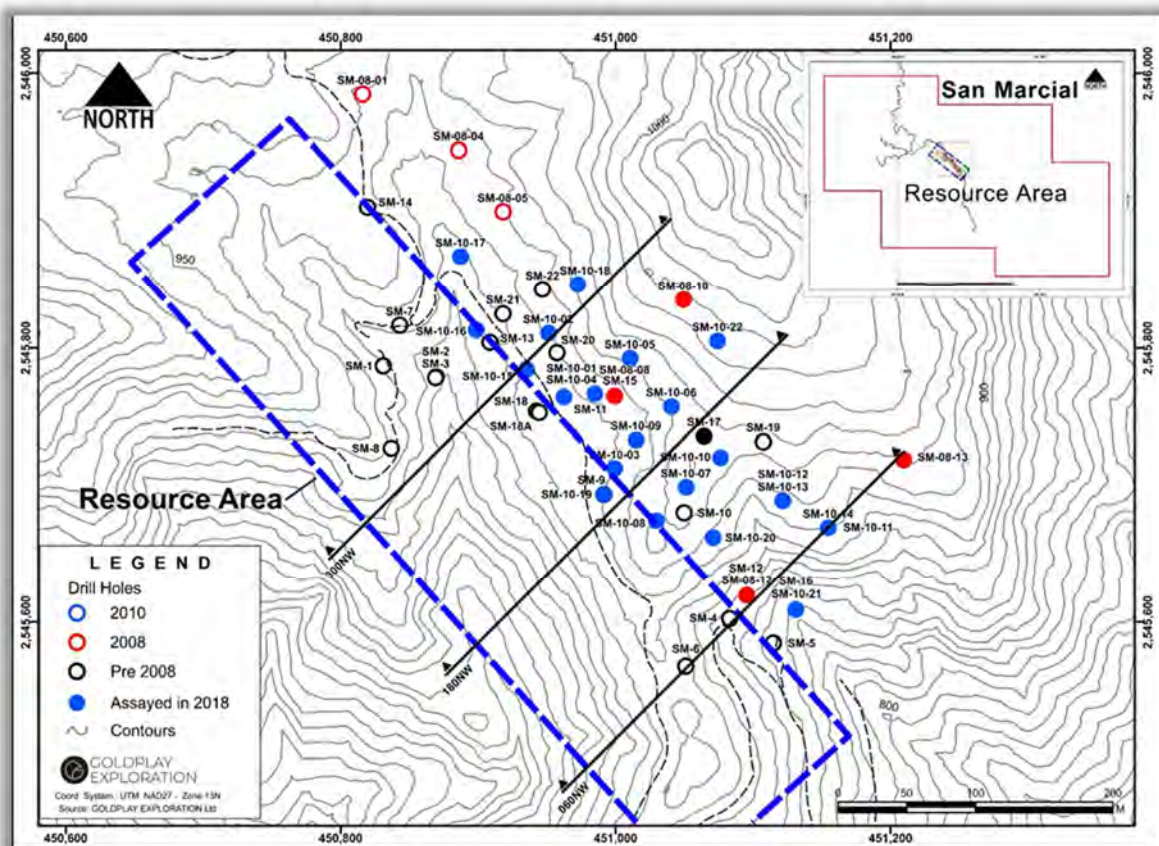 450,600
450,800
451,000
451,200
2,546,000
2,546,000
SM-08-01
NORTH
SM-08-04
1000
San Marcial
NORTH
Resource Area
SM-08-05
SM-14
SM-10-17
950
SM-22
SM-10-18
SM-08-10
SM-21
SM-7
SM-10-02
SM-10-16
SM-13
SM-10-22
2,545,800
2,545,800
SM-20
SM-2
SM-3
SM-1
SM-10-05
SM-10-15
SM-10-01
SM-08-08
SM-10-04
SM-15
900
SM-10-06
SM-18
SM-11
SM-18A
SM-17
SM-19
SM-10-09
SM-8
SM-10-03
SM-10-10
SM-08-13
SM-9
SM-10-07
SM-10-12
SM-10-13
Resource Area
SM-10-19
SM-10
SM-10-14
SM-10-08
SM-10-11
SM-10-20
300NW
SM-12
SM-16
SM-08-12
SM-10-21
2,545,600
2,545,600
SM-4
SM-5
SM-6
180NW
800
060NW
LEGEND
Drill Holes
2010
2008
Pre 2008
Assayed in 2018
Contours
GOLDPLAY
EXPLORATION
Coord System : UTM NAD27 - Zone 13N
Source: GOLDPLAY EXPLORATION Ltd
0 50 100 200
M
450,600
450,800
451,000
451,200